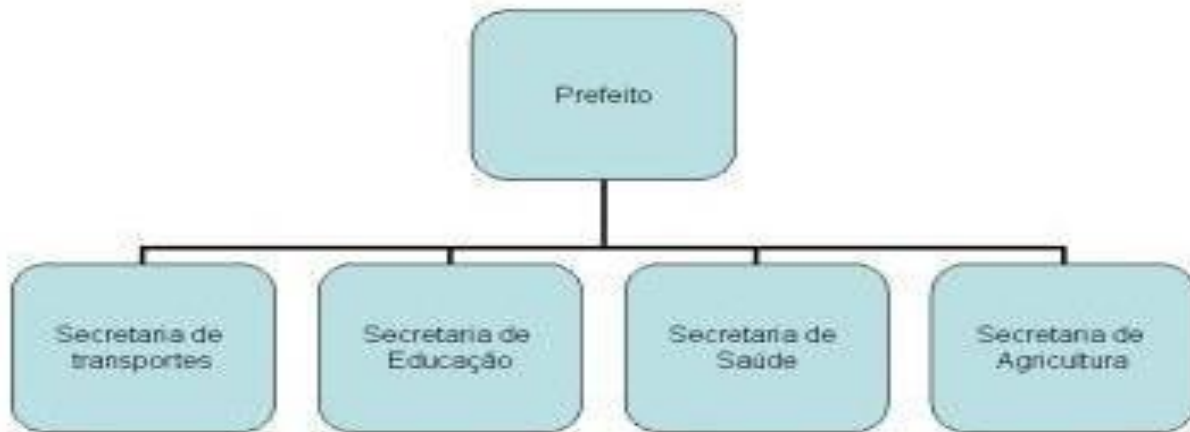 Prefeito
Secretaria de
transportes
Secretaria de
Educação
Secretaria de
Saúde
Secretaria de
Agricultura